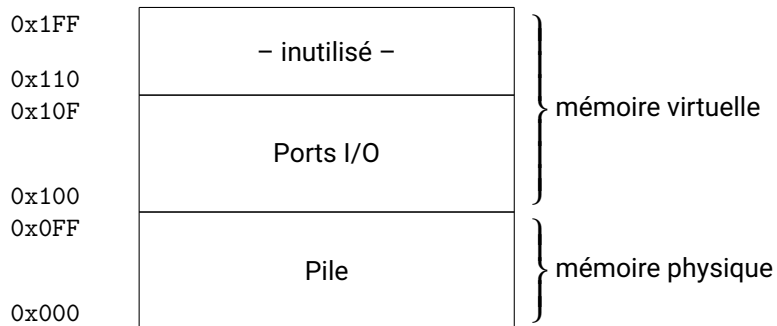 0x1FF
– inutilisé –
0x110
0x10F
mémoire virtuelle
Ports I/O
0x100
0x0FF
Pile
mémoire physique
0x000